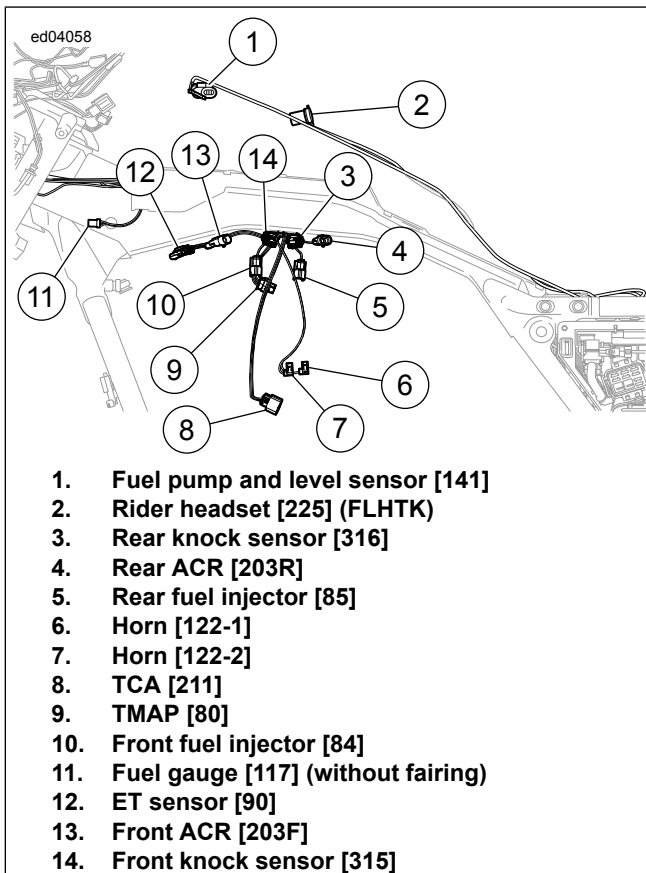 ed04058
1
2
13
14
3
12
4
11
10
5
9
6
8
7
1. Fuel pump and level sensor [141]
2. Rider headset [225] (FLHTK)
3. Rear knock sensor [316]
4. Rear ACR [203R]
5. Rear fuel injector [85]
6. Horn [122-1]
7. Horn [122-2]
8. TCA [211]
9. TMAP [80]
10. Front fuel injector [84]
11. Fuel gauge [117] (without fairing)
12. ET sensor [90]
13. Front ACR [203F]
14. Front knock sensor [315]